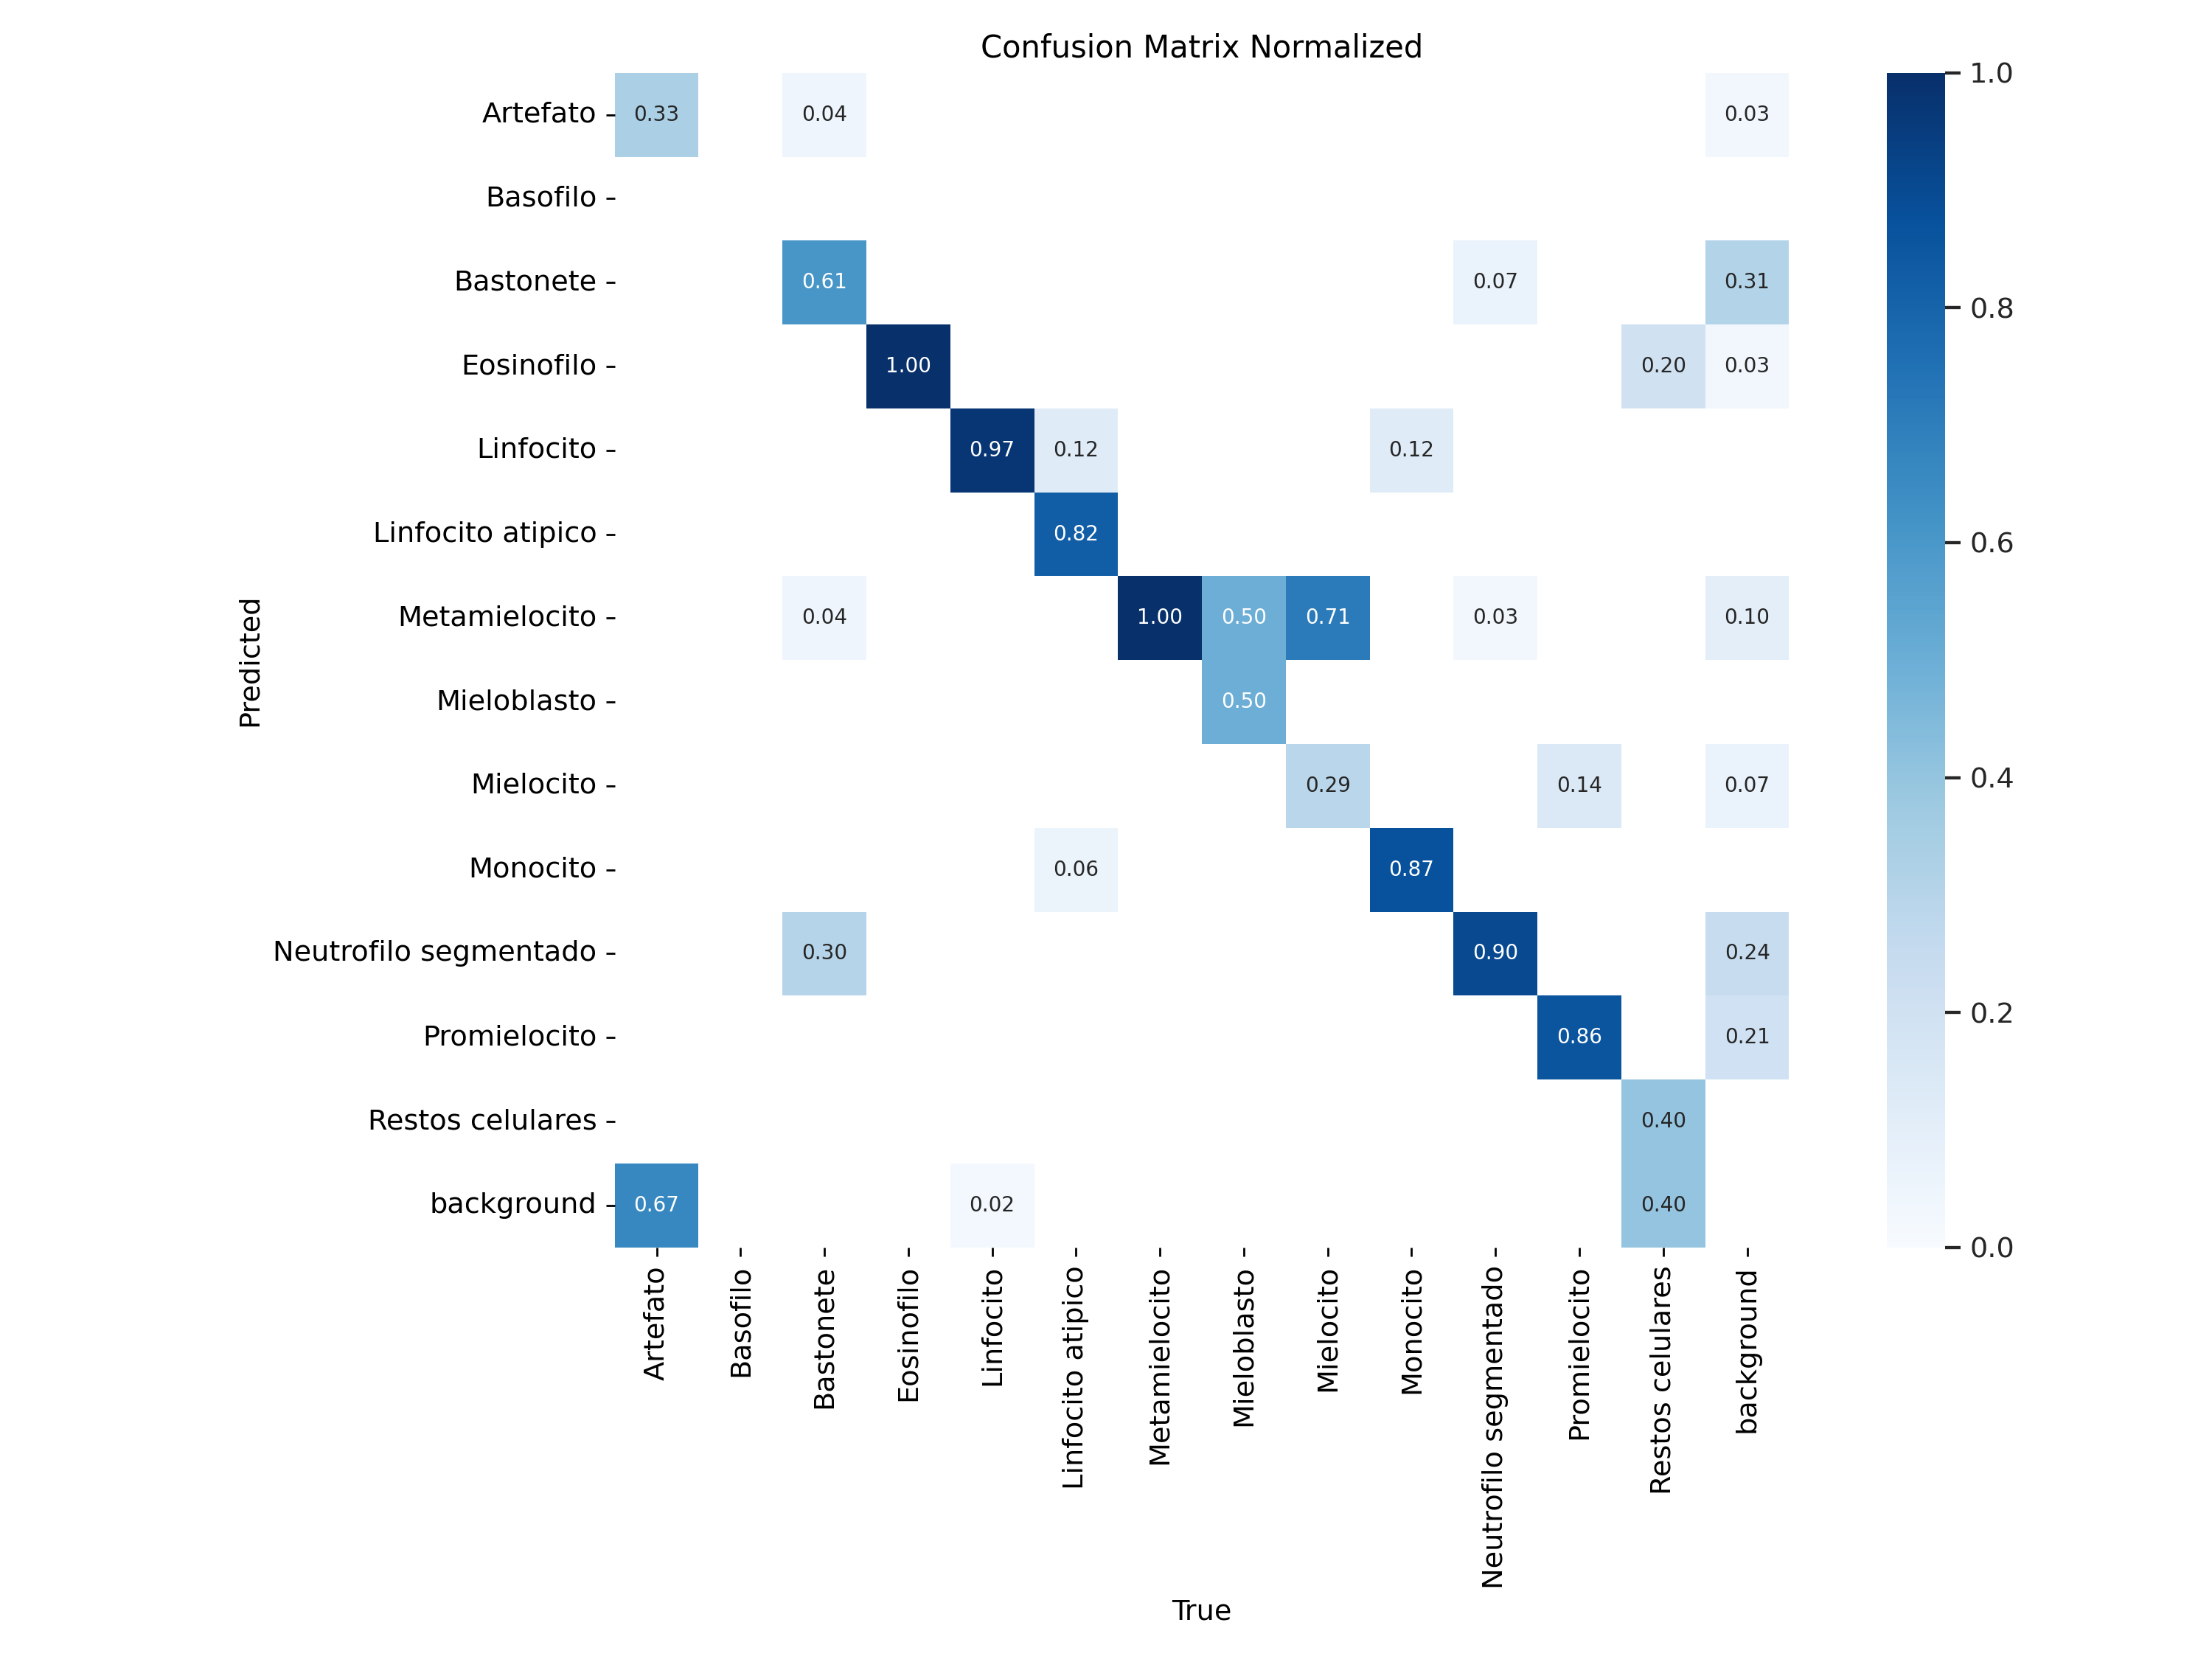 Confusion Matrix Normalized
Predicted
Artefato 0.33 0.04 0.03
Basofilo
Bastonete 0.61 0.07 0.31
Eosinofilo 1.00 0.20 0.03
Linfocito 0.97 0.12 0.12
Linfocito atipico 0.82
Metamielocito 0.04 1.00 0.50 0.71 0.03 0.10
Mieloblasto 0.50
Mielocito 0.29 0.14 0.07
Monocito 0.06 0.87
Neutrofilo segmentado 0.30 0.90 0.24
Promielocito 0.86 0.21
Restos celulares 0.40
background 0.67 0.02 0.40
Artefato
Basofilo
Bastonete
Eosinofilo
Linfocito
Linfocito atipico
Metamielocito
Mieloblasto
Mielocito
Monocito
Neutrofilo segmentado
Promielocito
Restos celulares
background
True
1.0
0.8
0.6
0.4
0.2
0.0